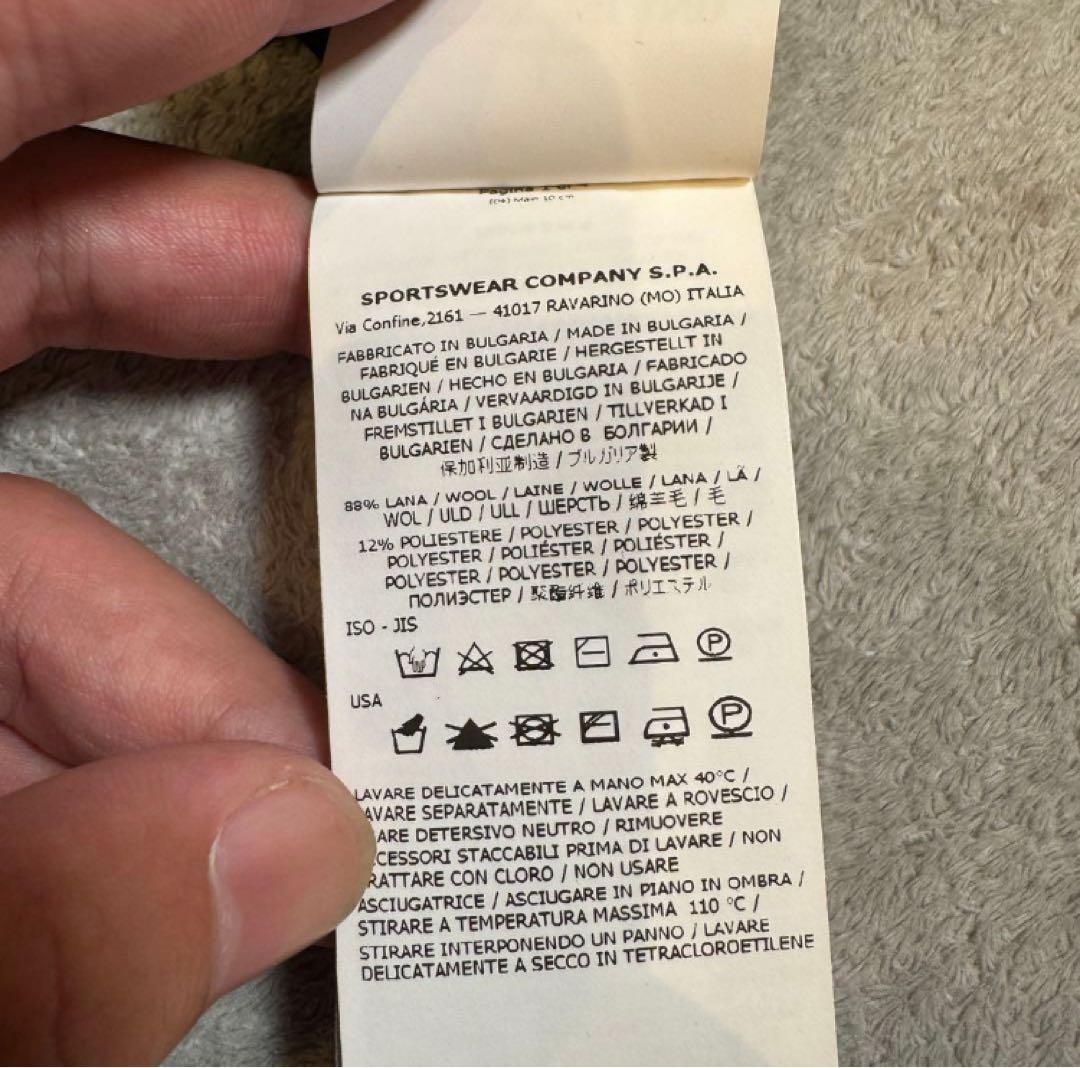 SPORTSWEAR COMPANY S.P.A.
Via Confine,2161 — 41017 RAVARINO (MO) ITALIA
FABBRICATO IN BULGARIA / MADE IN BULGARIA /
FABRIQUÉ EN BULGARIE / HERGESTELLT IN
BULGARIEN / HECHO EN BULGARIA / FABRICADO
NA BULGÁRIA / VERVAARDIGD IN BULGARIJE /
FREMSTILLET I BULGARIEN / TILLVERKAD I
BULGARIEN / СДЕЛАНО В БОЛГАРИИ /
保加利亚制造 / ブルガリア製
88% LANA / WOOL / LAINE / WOLLE / LANA / LÃ /
WOL / ULD / ULL / ШЕРСТЬ / 绵羊毛 / 毛
12% POLIESTERE / POLYESTER / POLYESTER /
POLYESTER / POLIÉSTER / POLIÉSTER /
POLYESTER / POLYESTER / POLYESTER /
ПОЛИЭСТЕР / 聚酯纤维 / ポリエステル
ISO - JIS
P
USA
P
LAVARE DELICATAMENTE A MANO MAX 40°C /
AVARE SEPARATAMENTE / LAVARE A ROVESCIO /
ARE DETERSIVO NEUTRO / RIMUOVERE
CESSORI STACCABILI PRIMA DI LAVARE / NON
RATTARE CON CLORO / NON USARE
ASCIUGATRICE / ASCIUGARE IN PIANO IN OMBRA /
STIRARE A TEMPERATURA MASSIMA 110 °C /
STIRARE INTERPONENDO UN PANNO / LAVARE
DELICATAMENTE A SECCO IN TETRACLOROETILENE